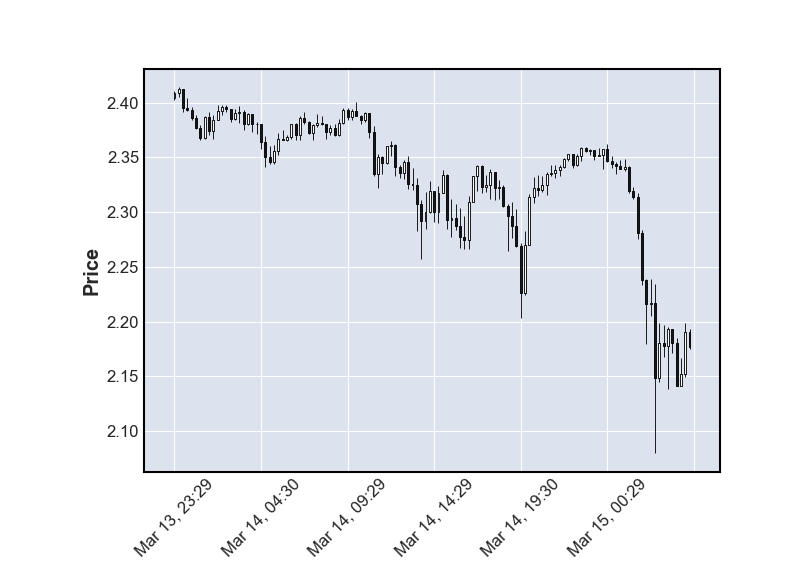 2.40
2.35
2.30
2.25
2.20
2.15
2.10
Price
Mar 13, 23:29
Mar 14, 04:30
Mar 14, 09:29
Mar 14, 14:29
Mar 14, 19:30
Mar 15, 00:29